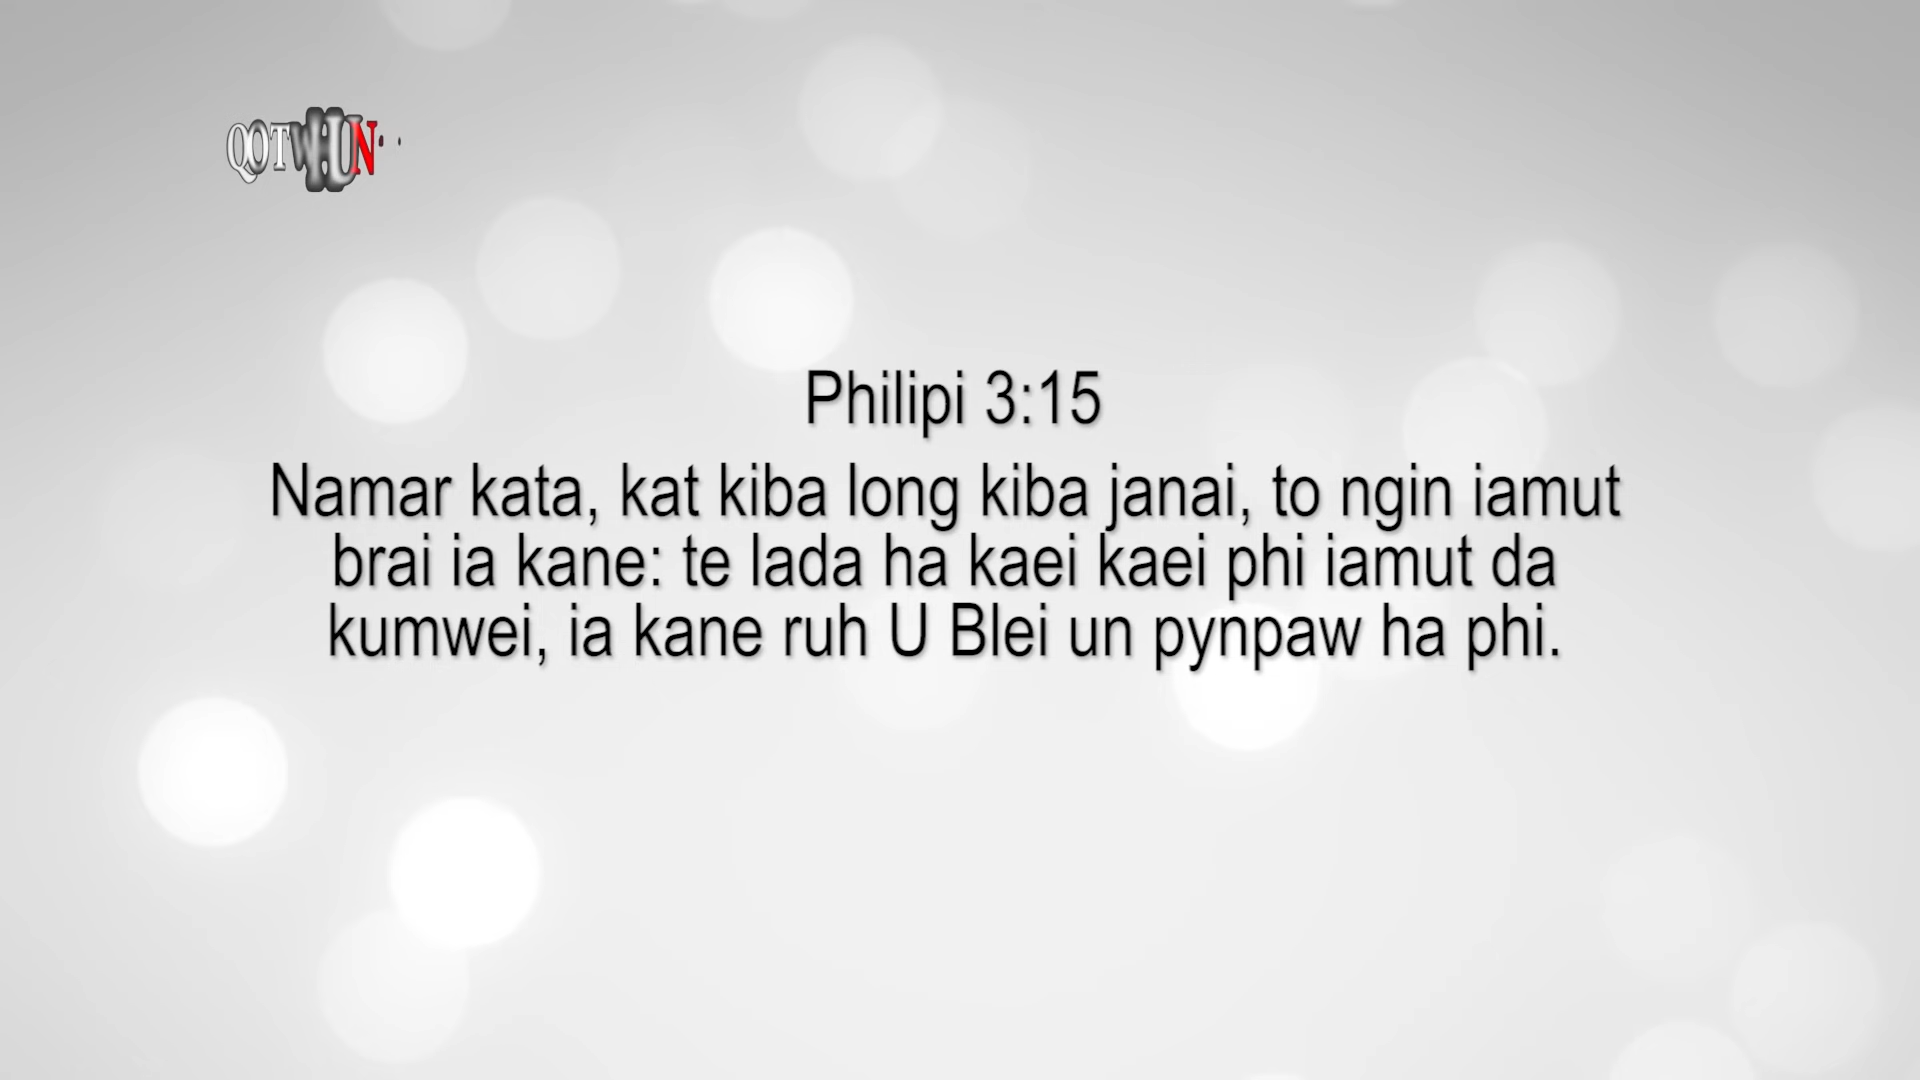 QOTWHUN
Philipi 3:15
Namar kata, kat kiba long kiba janai, to ngin iamut
brai ia kane: te lada ha kaei kaei phi iamut da
kumwei, ia kane ruh U Blei un pynpaw ha phi.